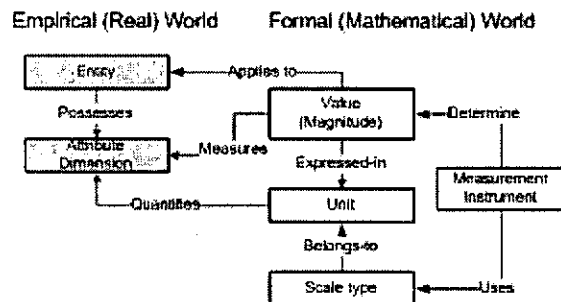 Empirical (Real) World
Formal (Mathematical) World
Entity
Applies to
Possesses
Value
(Magnitude)
Determine
Attribute
Dimension
Measures
Expressed-in
Measurement
Instrument
Quantifies
Unit
Belongs-to
Scale type
Uses